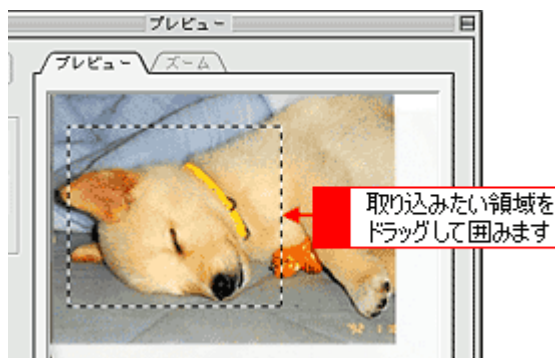 プレビュー
プレビュー
ズーム
取り込みたい領域を
ドラッグして囲みます